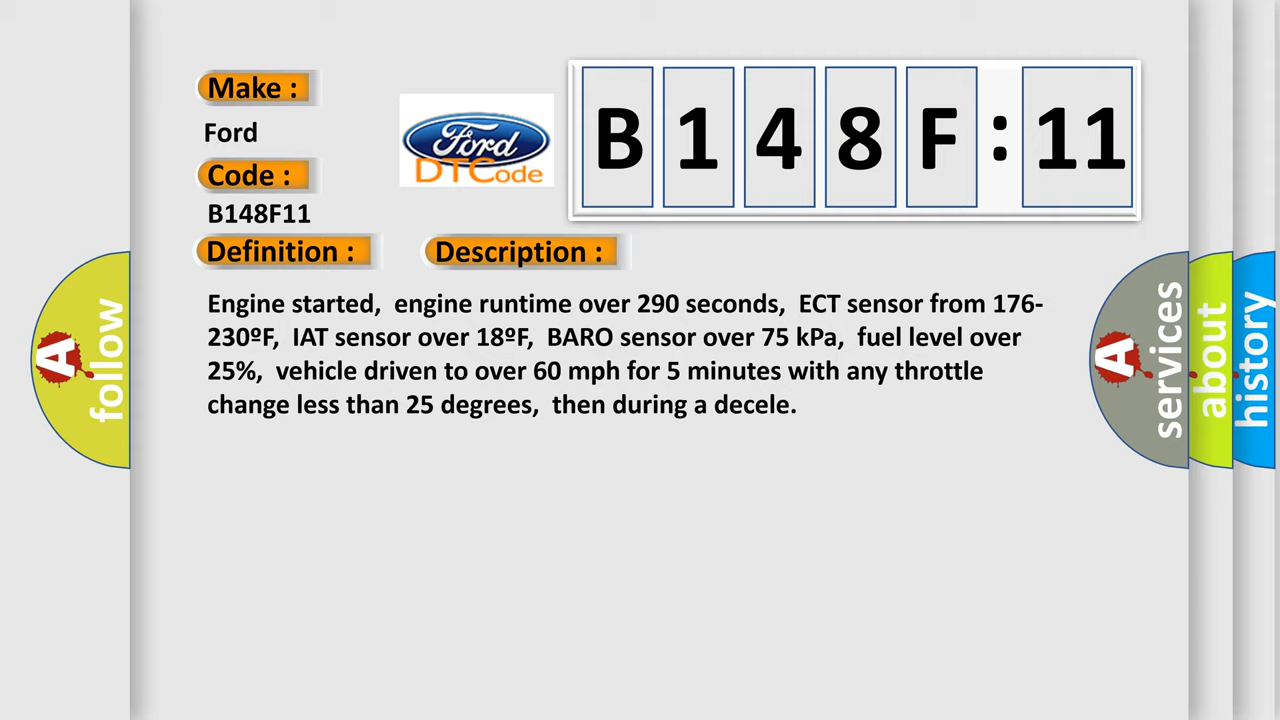 Make :
Ford
Code :
B148F11
Ford
DTCode
B148F:11
Definition :
Description :
Engine started,  engine runtime over 290 seconds,  ECT sensor from 176-
230ºF,  IAT sensor over 18ºF,  BARO sensor over 75 kPa,  fuel level over
25%,  vehicle driven to over 60 mph for 5 minutes with any throttle
change less than 25 degrees,  then during a decele.
A
follow
A
services
about
history